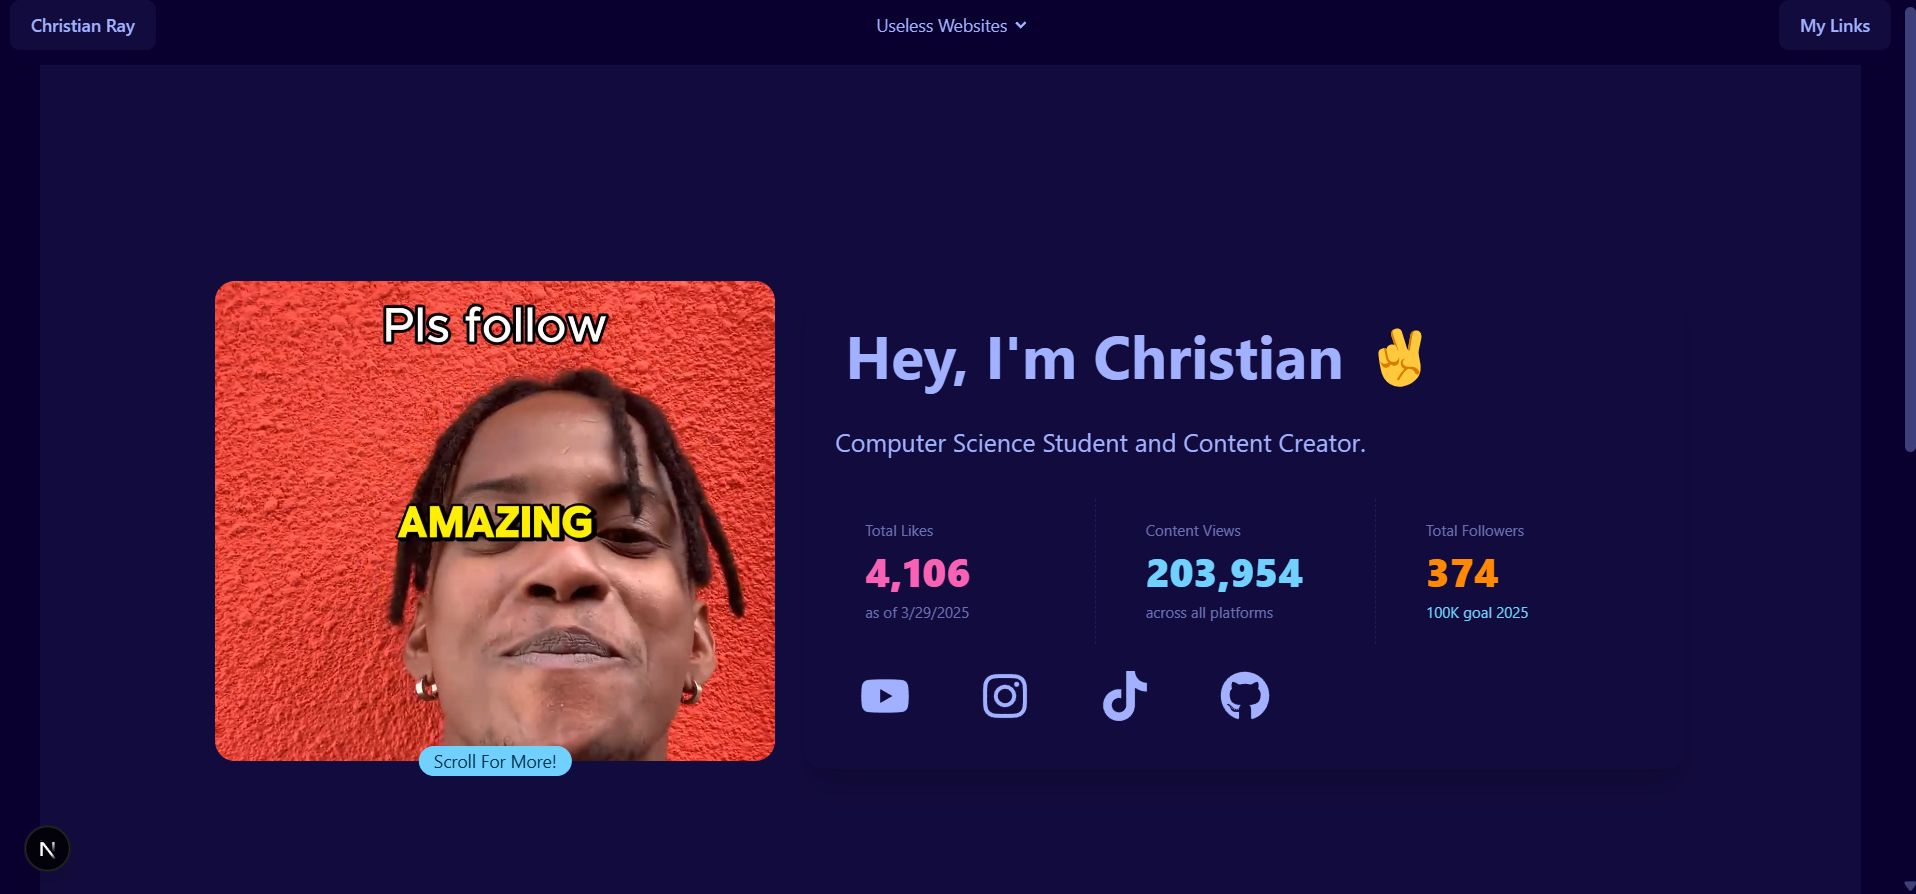 Christian Ray
Useless Websites
My Links
Pls follow
AMAZING
Scroll For More!
Hey, I'm Christian ✌️
Computer Science Student and Content Creator.
Total Likes
4,106
as of 3/29/2025
Content Views
203,954
across all platforms
Total Followers
374
100K goal 2025
N